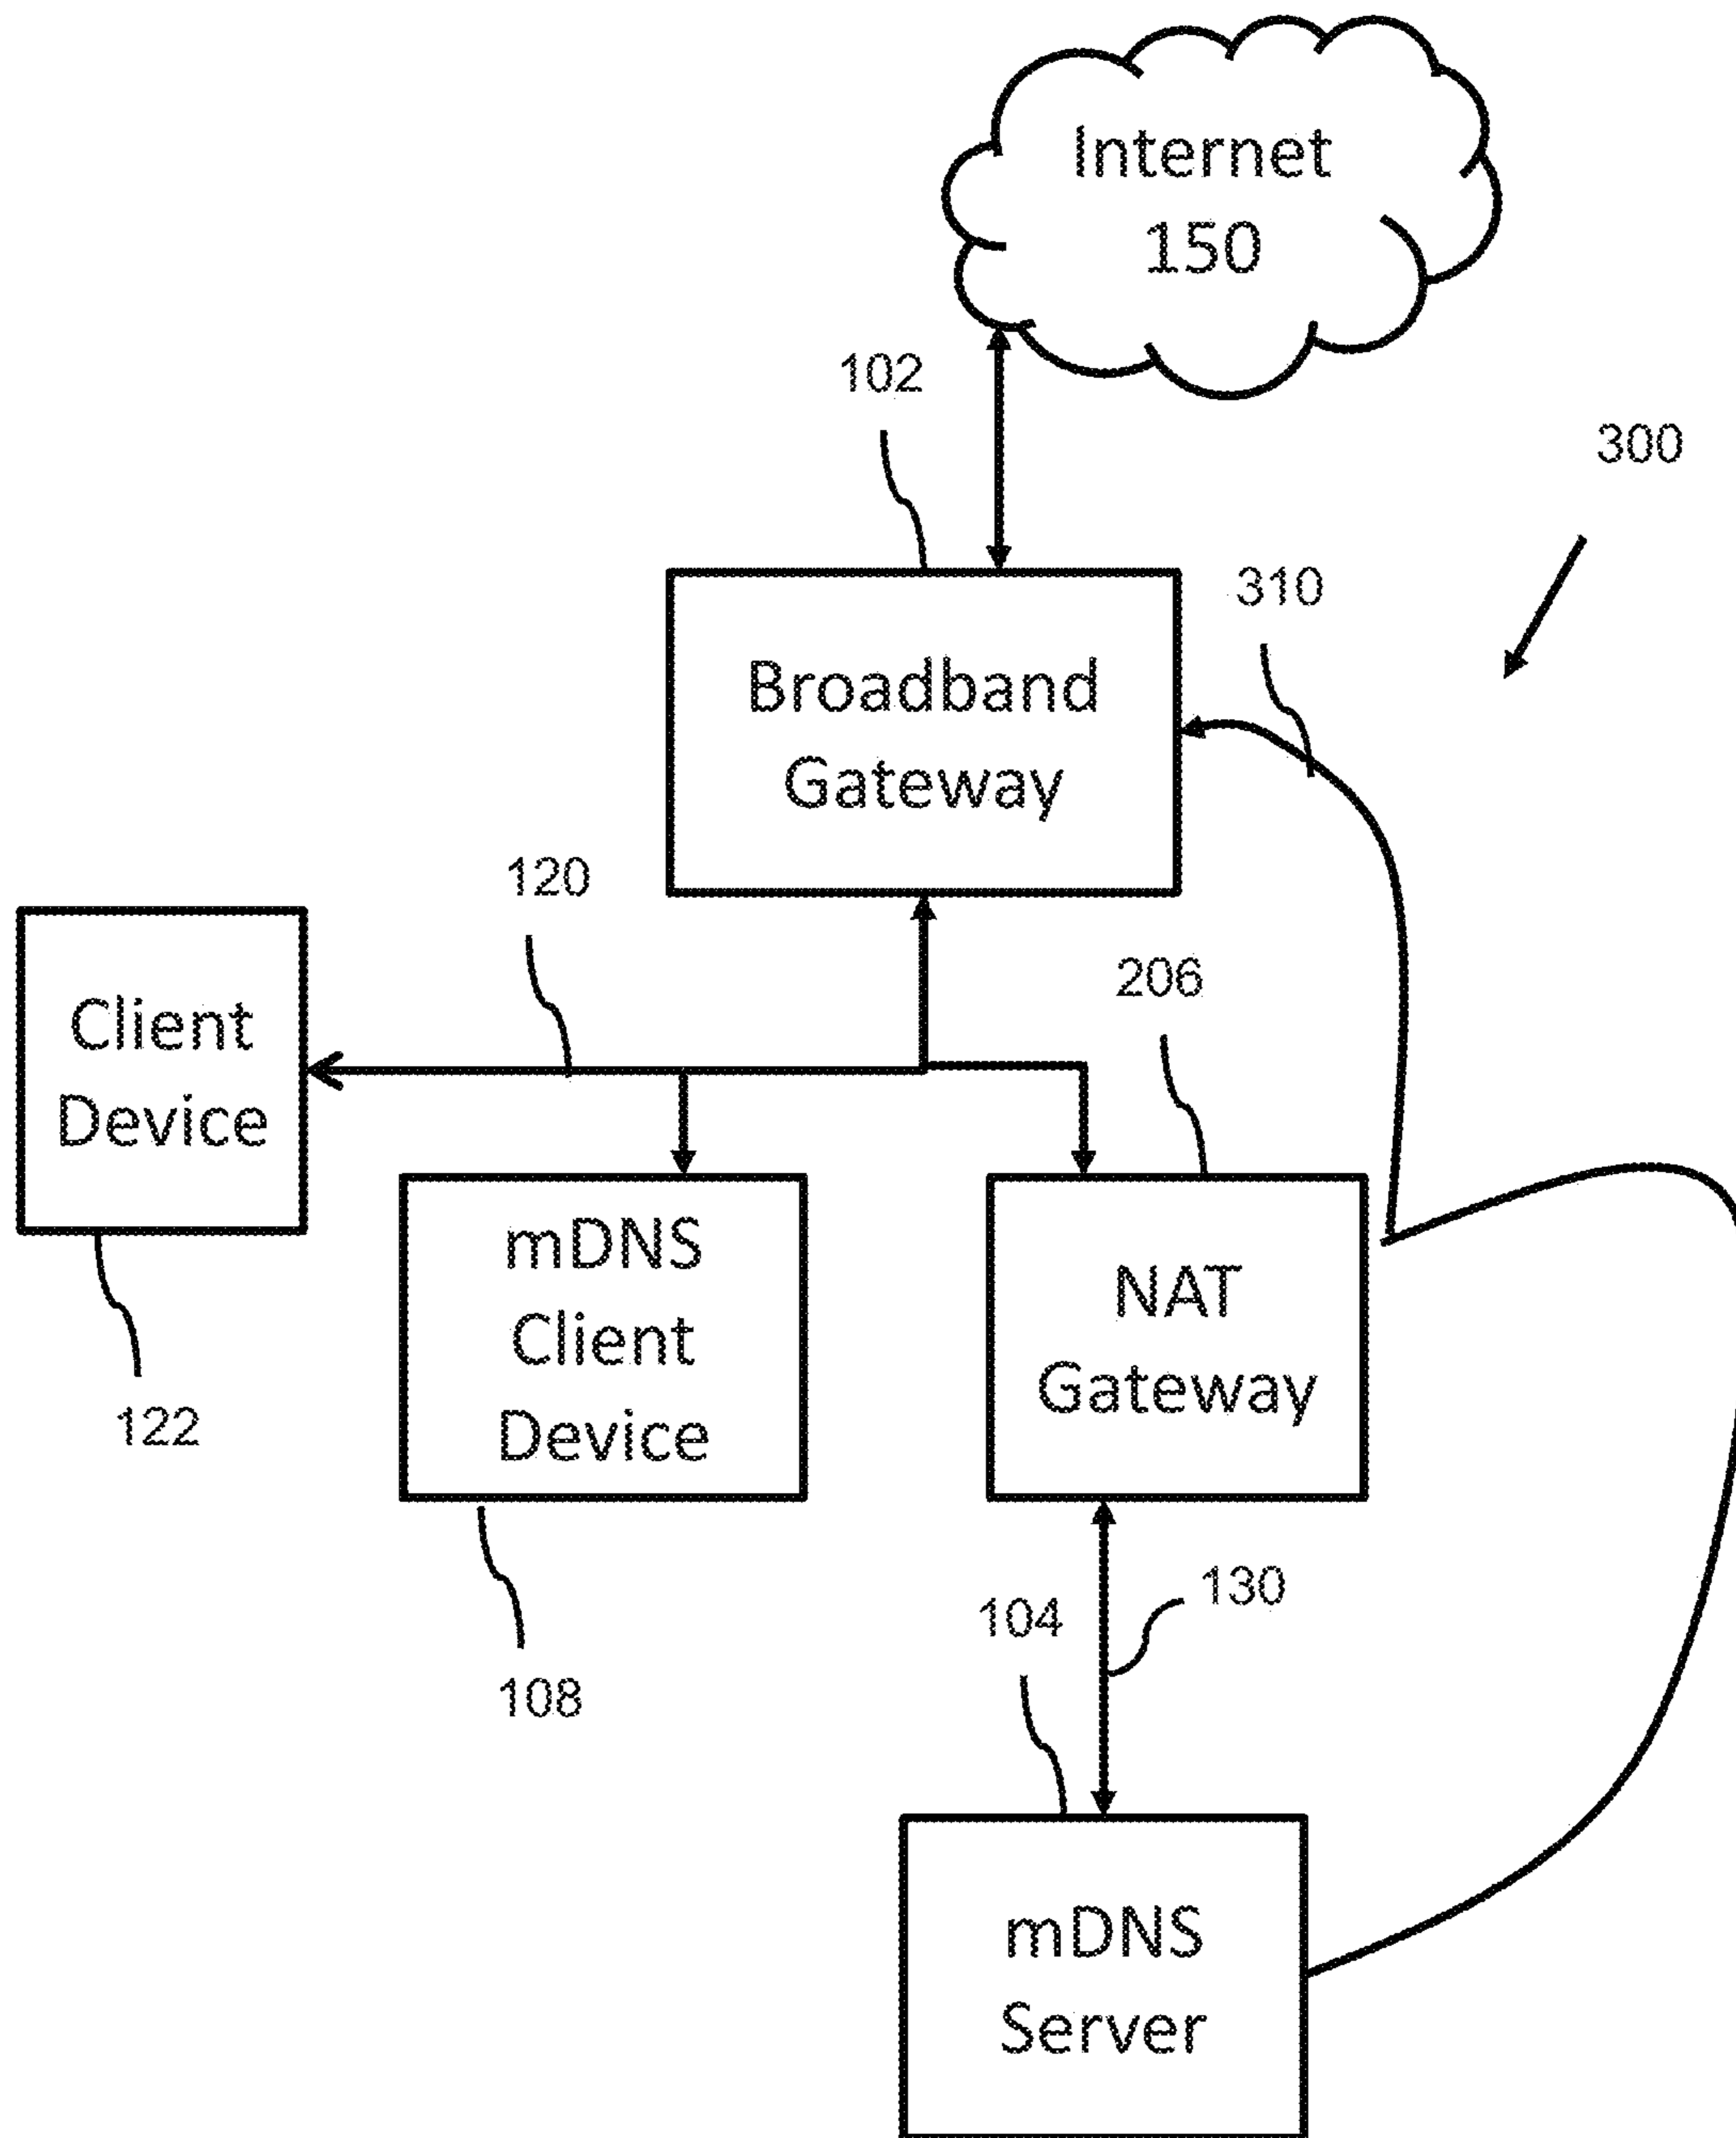 Internet
150
102
300
310
Broadband
Gateway
120
206
Client
Device
122
mDNS
Client
Device
108
NAT
Gateway
130
104
mDNS
Server